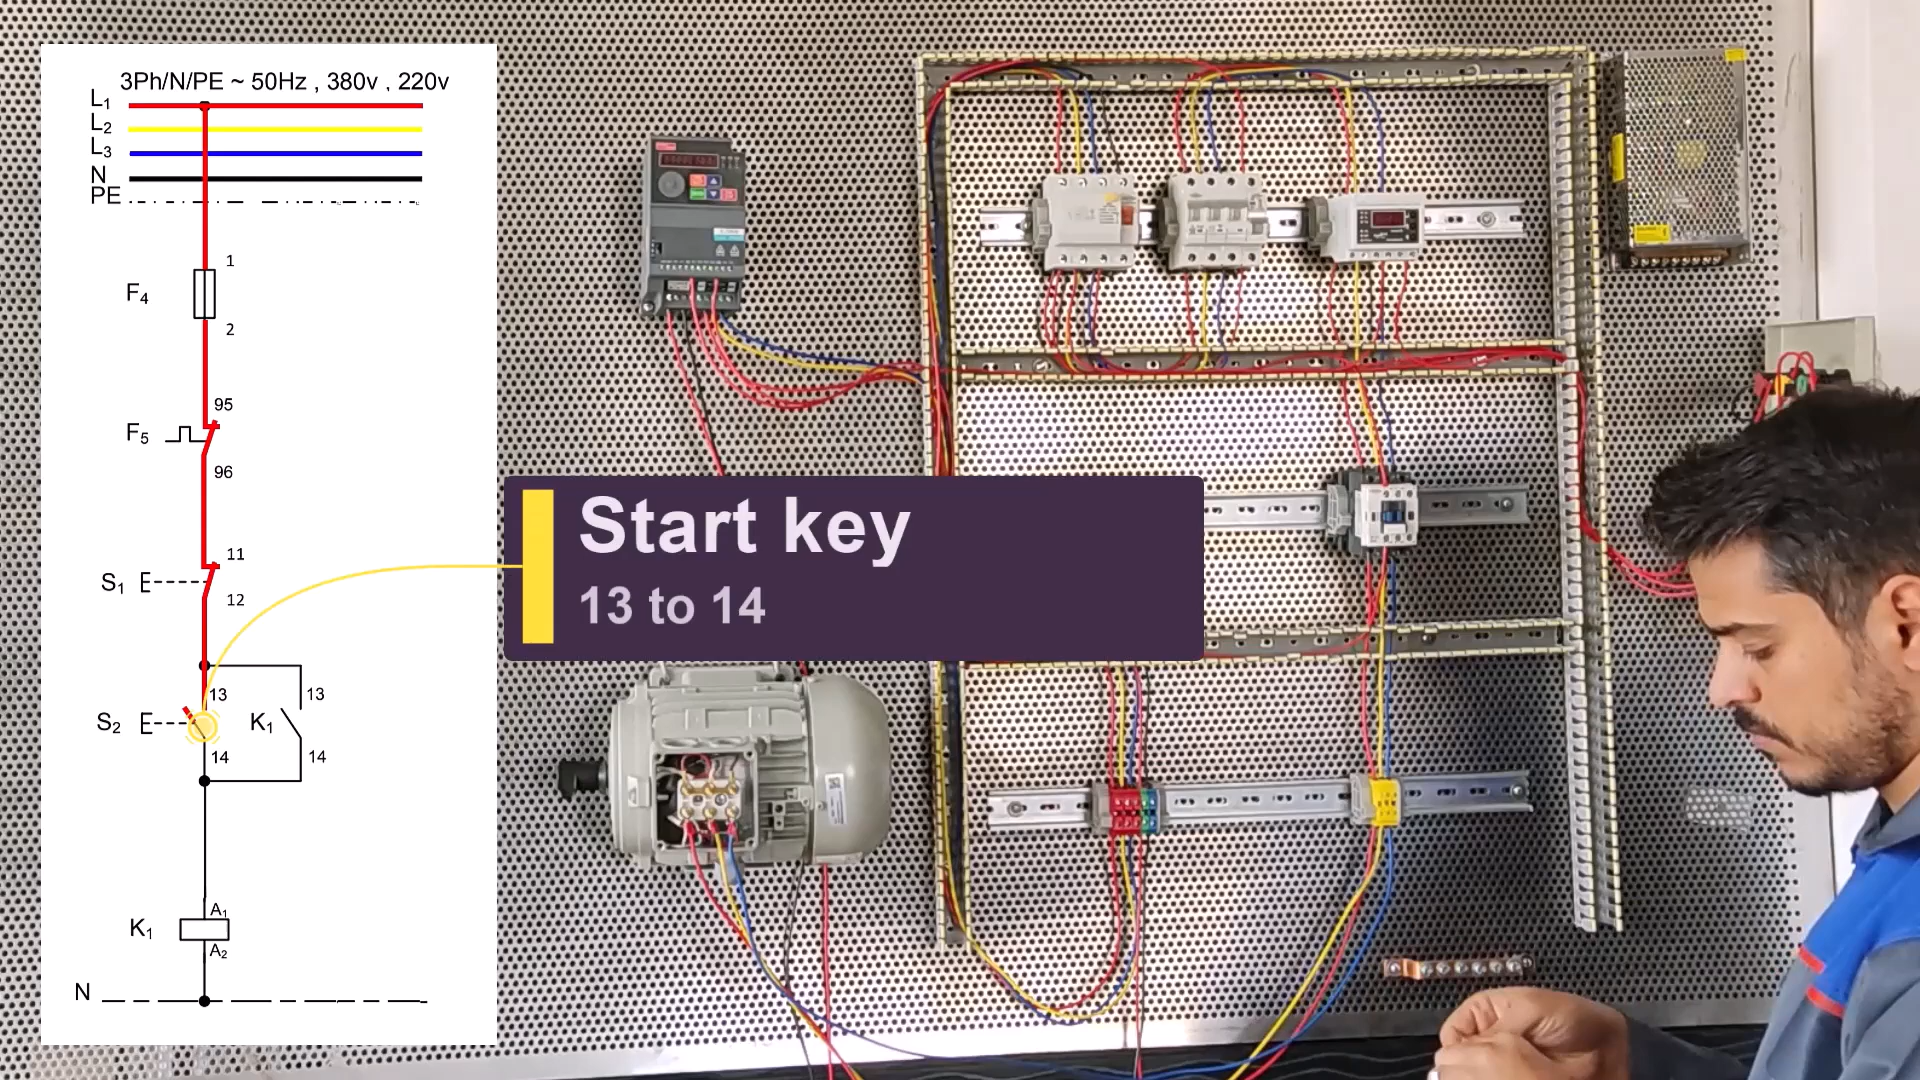 3Ph/N/PE ~ 50Hz , 380v , 220v
L1
L2
L3
N
PE
1
F4
2
95
F5
96
11
S1
12
13
13
S2
K1
14
14
A1
K1
A2
N
Start key
13 to 14